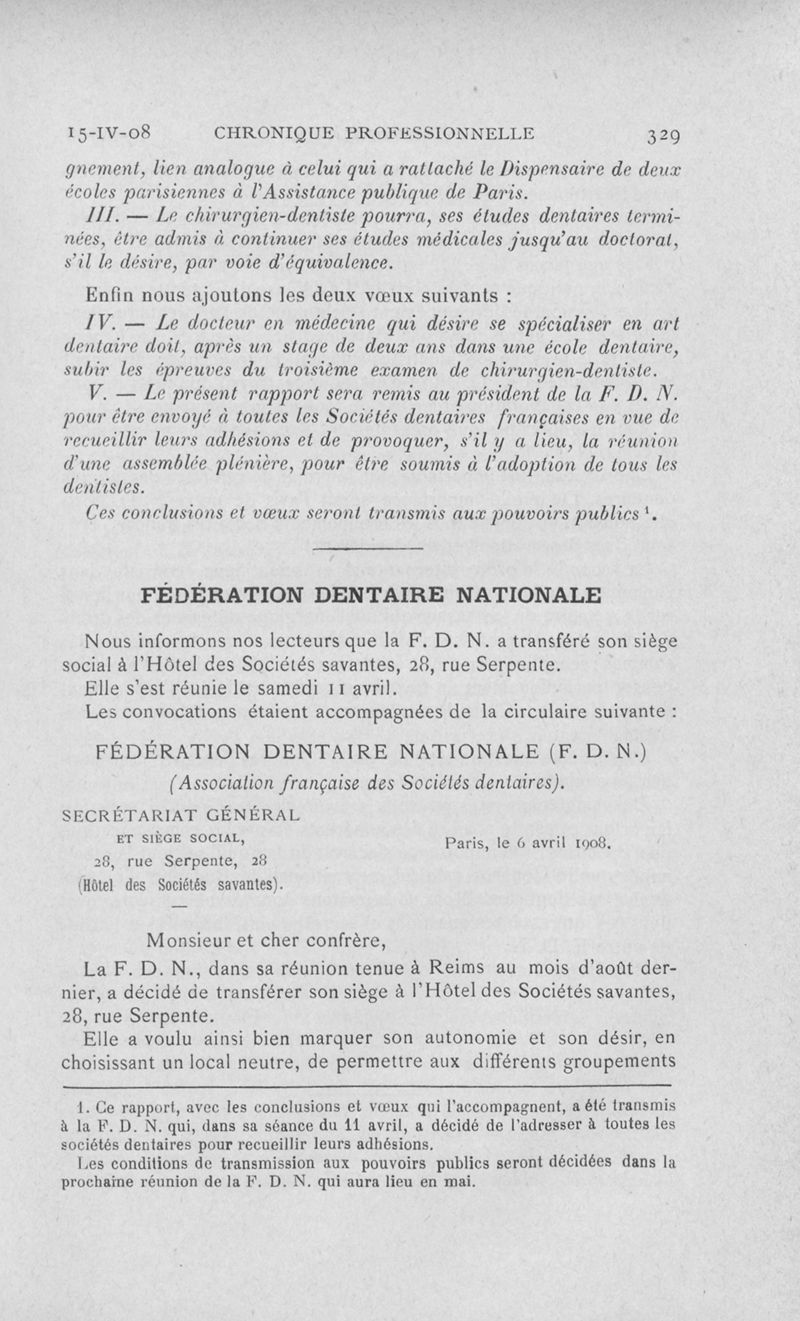 15-IV-08 CHRONIQUE PROFESSIONNELLE 329
gnement, lien analogue à celui qui a rattaché le Dispensaire de deux
écoles parisiennes à l'Assistance publique de Paris.
III. — Le chirurgien-dentiste pourra, ses études dentaires termi-
nées, être admis à continuer ses études médicales jusqu'au doctorat,
s'il le désire, par voie d'équivalence.
Enfin nous ajoutons les deux vœux suivants :
IV. — Le docteur en médecine qui désire se spécialiser en art
dentaire doit, après un stage de deux ans dans une école dentaire,
subir les épreuves du troisième examen de chirurgien-dentiste.
V. — Le présent rapport sera remis au président de la F. D. N.
pour être envoyé à toutes les Sociétés dentaires françaises en vue de
recueillir leurs adhésions et de provoquer, s'il y a lieu, la réunion
d'une assemblée plénière, pour être soumis à l'adoption de tous les
dentistes.
Ces conclusions et vœux seront transmis aux pouvoirs publics ¹.
FÉDÉRATION DENTAIRE NATIONALE
Nous informons nos lecteurs que la F. D. N. a transféré son siège
social à l'Hôtel des Sociétés savantes, 28, rue Serpente.
Elle s'est réunie le samedi 11 avril.
Les convocations étaient accompagnées de la circulaire suivante :
FÉDÉRATION DENTAIRE NATIONALE (F. D. N.)
(Association française des Sociétés dentaires).
SECRÉTARIAT GÉNÉRAL
ET SIÈGE SOCIAL,
Paris, le 6 avril 1908.
28, rue Serpente, 28
(Hôtel des Sociétés savantes).
—
Monsieur et cher confrère,
La F. D. N., dans sa réunion tenue à Reims au mois d'août der-
nier, a décidé de transférer son siège à l'Hôtel des Sociétés savantes,
28, rue Serpente.
Elle a voulu ainsi bien marquer son autonomie et son désir, en
choisissant un local neutre, de permettre aux différents groupements
1. Ce rapport, avec les conclusions et vœux qui l'accompagnent, a été transmis
à la F. D. N. qui, dans sa séance du 11 avril, a décidé de l'adresser à toutes les
sociétés dentaires pour recueillir leurs adhésions.
Les conditions de transmission aux pouvoirs publics seront décidées dans la
prochaine réunion de la F. D. N. qui aura lieu en mai.